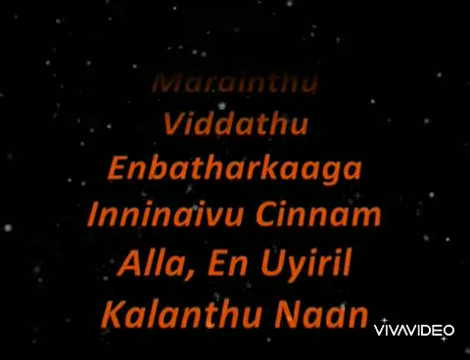 Marainthu
Viddathu
Enbatharkaaga
Inninaivu Cinnam
Alla, En Uyiril
Kalanthu Naan
VIVAVIDEO